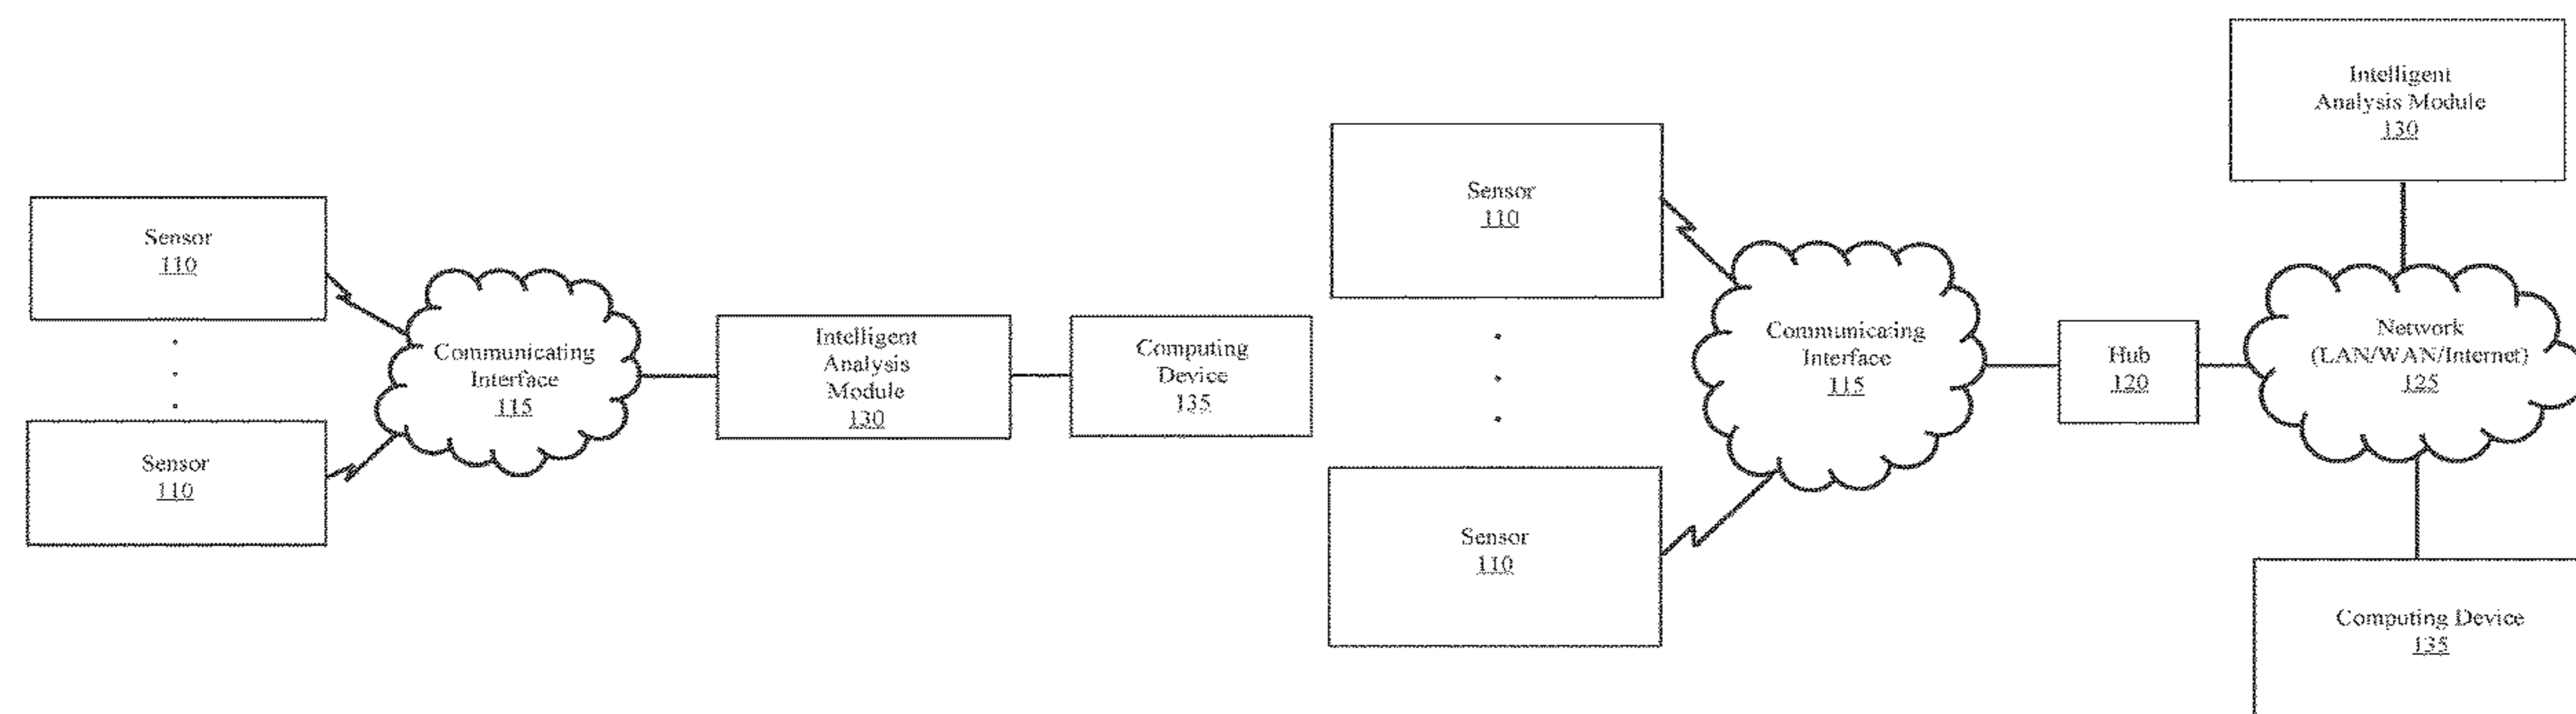 Sensor
110
Sensor
110
Communicating
Interface
115
Intelligent
Analysis
Module
130
Computing
Device
135
Sensor
110
Sensor
110
Communicating
Interface
115
Hub
120
Intelligent
Analysis Module
130
Network
(LAN/WAN/Internet)
125
Computing Device
135